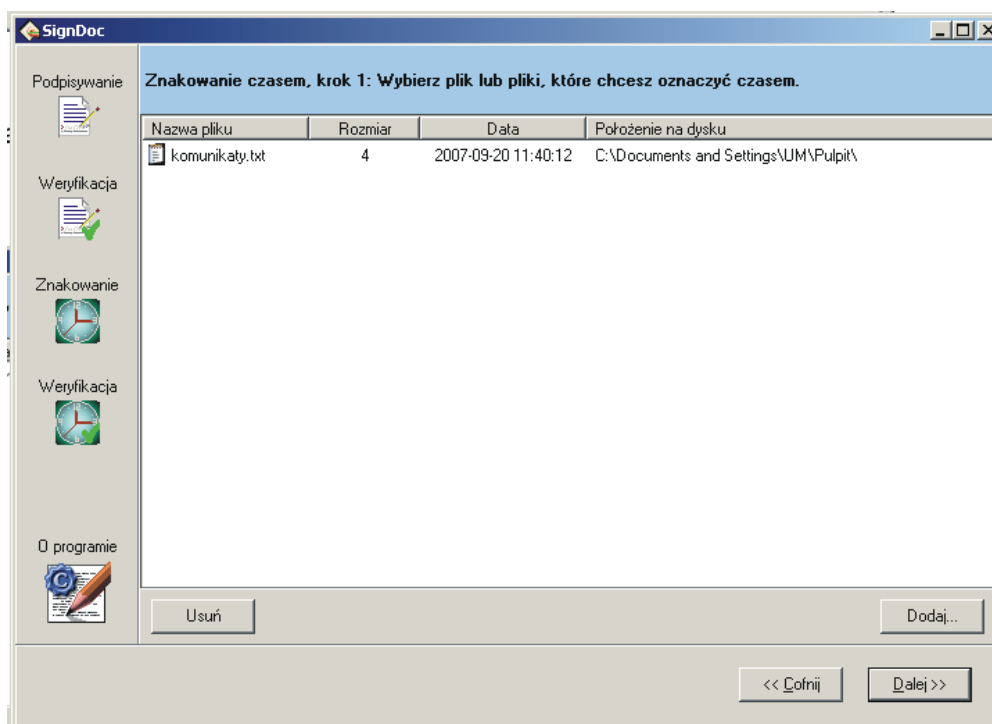 SignDoc
Podpisywanie
Weryfikacja
Znakowanie
Weryfikacja
O programie
Znakowanie czasem, krok 1: Wybierz plik lub pliki, które chcesz oznaczyć czasem.
Nazwa pliku Rozmiar Data Położenie na dysku
komunikaty.txt 4 2007-09-20 11:40:12 C:\Documents and Settings\UM\Pulpit\
Usuń Dodaj...
<< Cofnij Dalej >>